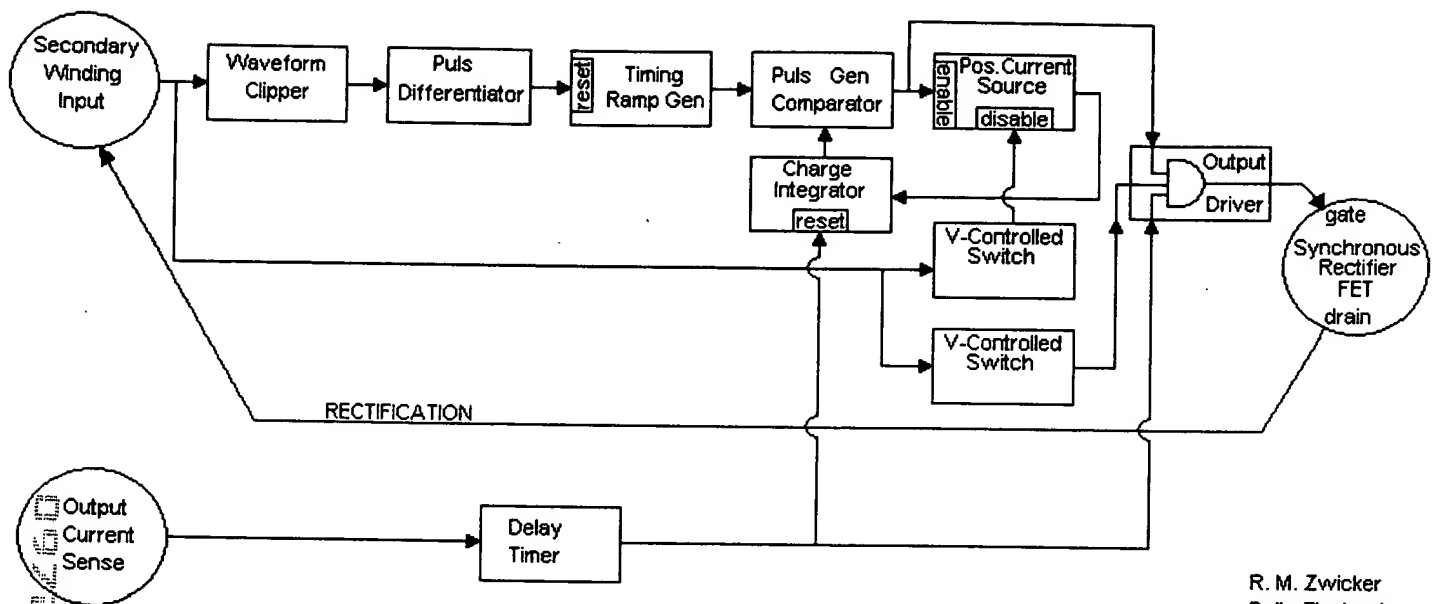 Secondary
Winding
Input
Waveform
Clipper
Puls
Differentiator
reset
Timing
Ramp Gen
Puls Gen
Comparator
enable
Pos. Current
Source
disable
Charge
Integrator
reset
Output
Driver
V-Controlled
Switch
V-Controlled
Switch
gate
Synchronous
Rectifier
FET
drain
RECTIFICATION
Output
Current
Sense
Delay
Timer
R. M. Zwicker